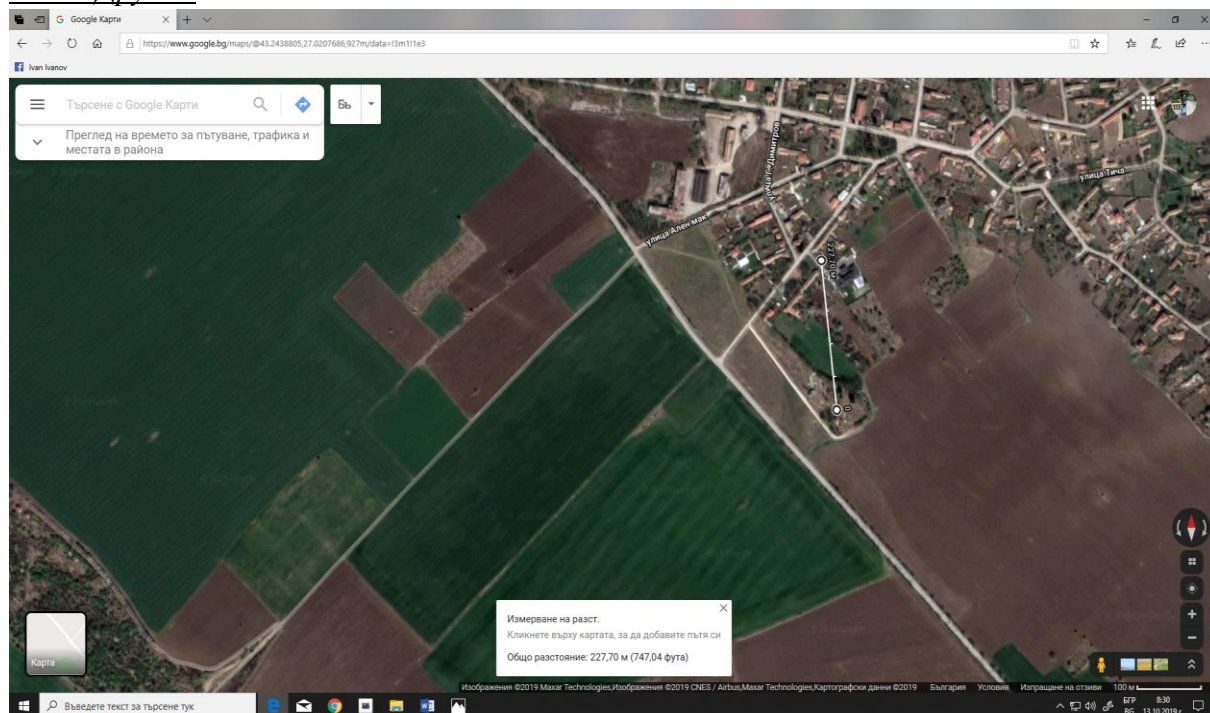 Google Карти
https://www.google.bg/maps/@43.2438805,27.0207686,927m/data=!3m1!1e3
Ivan Ivanov
Търсене с Google Карти
Преглед на времето за пътуване, трафика и
местата в района
улица Г. Димитров
улица Ален мак
улица Тича
227,70 м
0
Измерване на разст.
Кликнете върху картата, за да добавите пътя си
Общо разстояние: 227,70 м (747,04 фута)
Карта
Изображения ©2019 Maxar Technologies,Изображения ©2019 CNES / Airbus,Maxar Technologies,Картографски данни ©2019 България Условия Изпращане на отзиви 100 м
Въведете текст за търсене тук
БГР 8:30
BG 13.10.2019 г.